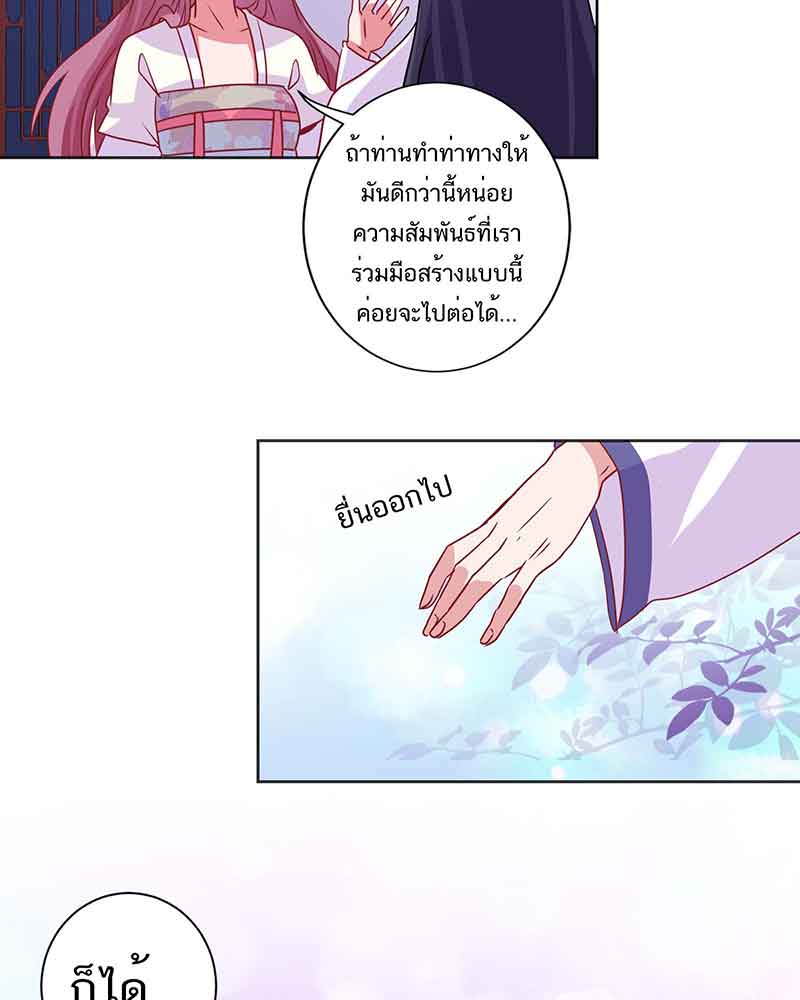 ถ้าท่านทำท่าทางให้
มันดีกว่านี้หน่อย
ความสัมพันธ์ที่เรา
ร่วมมือสร้างแบบนี้
ค่อยจะไปต่อได้...
ยื่นออกไป
ก็ได้